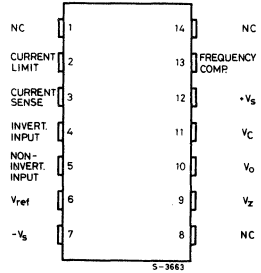 NC 1 14 NC
CURRENT LIMIT 2 13 FREQUENCY COMP.
CURRENT SENSE 3 12 +Vs
INVERT. INPUT 4 11 VC
NON-INVERT. INPUT 5 10 Vo
Vref 6 9 Vz
-Vs 7 8 NC
S-3663